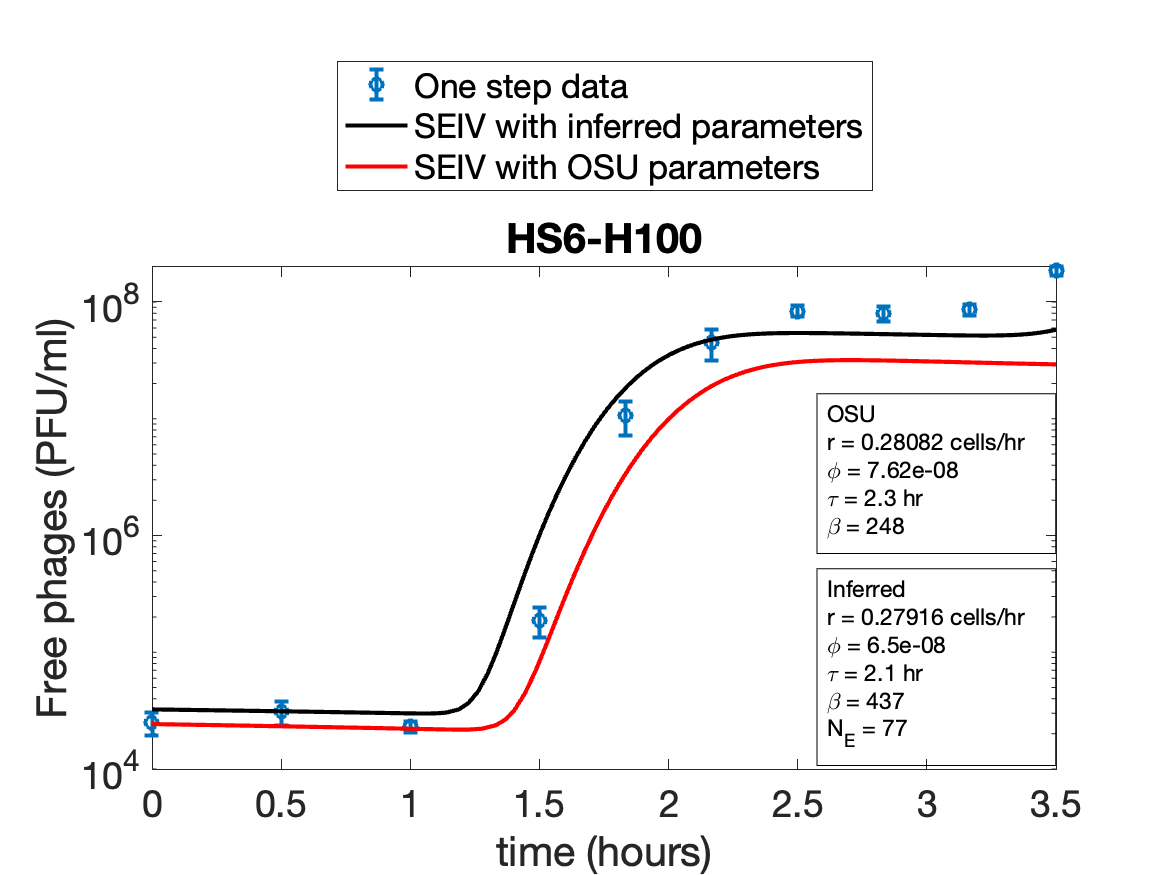 One step data
SEIV with inferred parameters
SEIV with OSU parameters
HS6-H100
Free phages (PFU/ml)
10^8
10^6
10^4
OSU
r = 0.28082 cells/hr
ϕ = 7.62e-08
τ = 2.3 hr
β = 248
Inferred
r = 0.27916 cells/hr
ϕ = 6.5e-08
τ = 2.1 hr
β = 437
N_E = 77
0 0.5 1 1.5 2 2.5 3 3.5
time (hours)